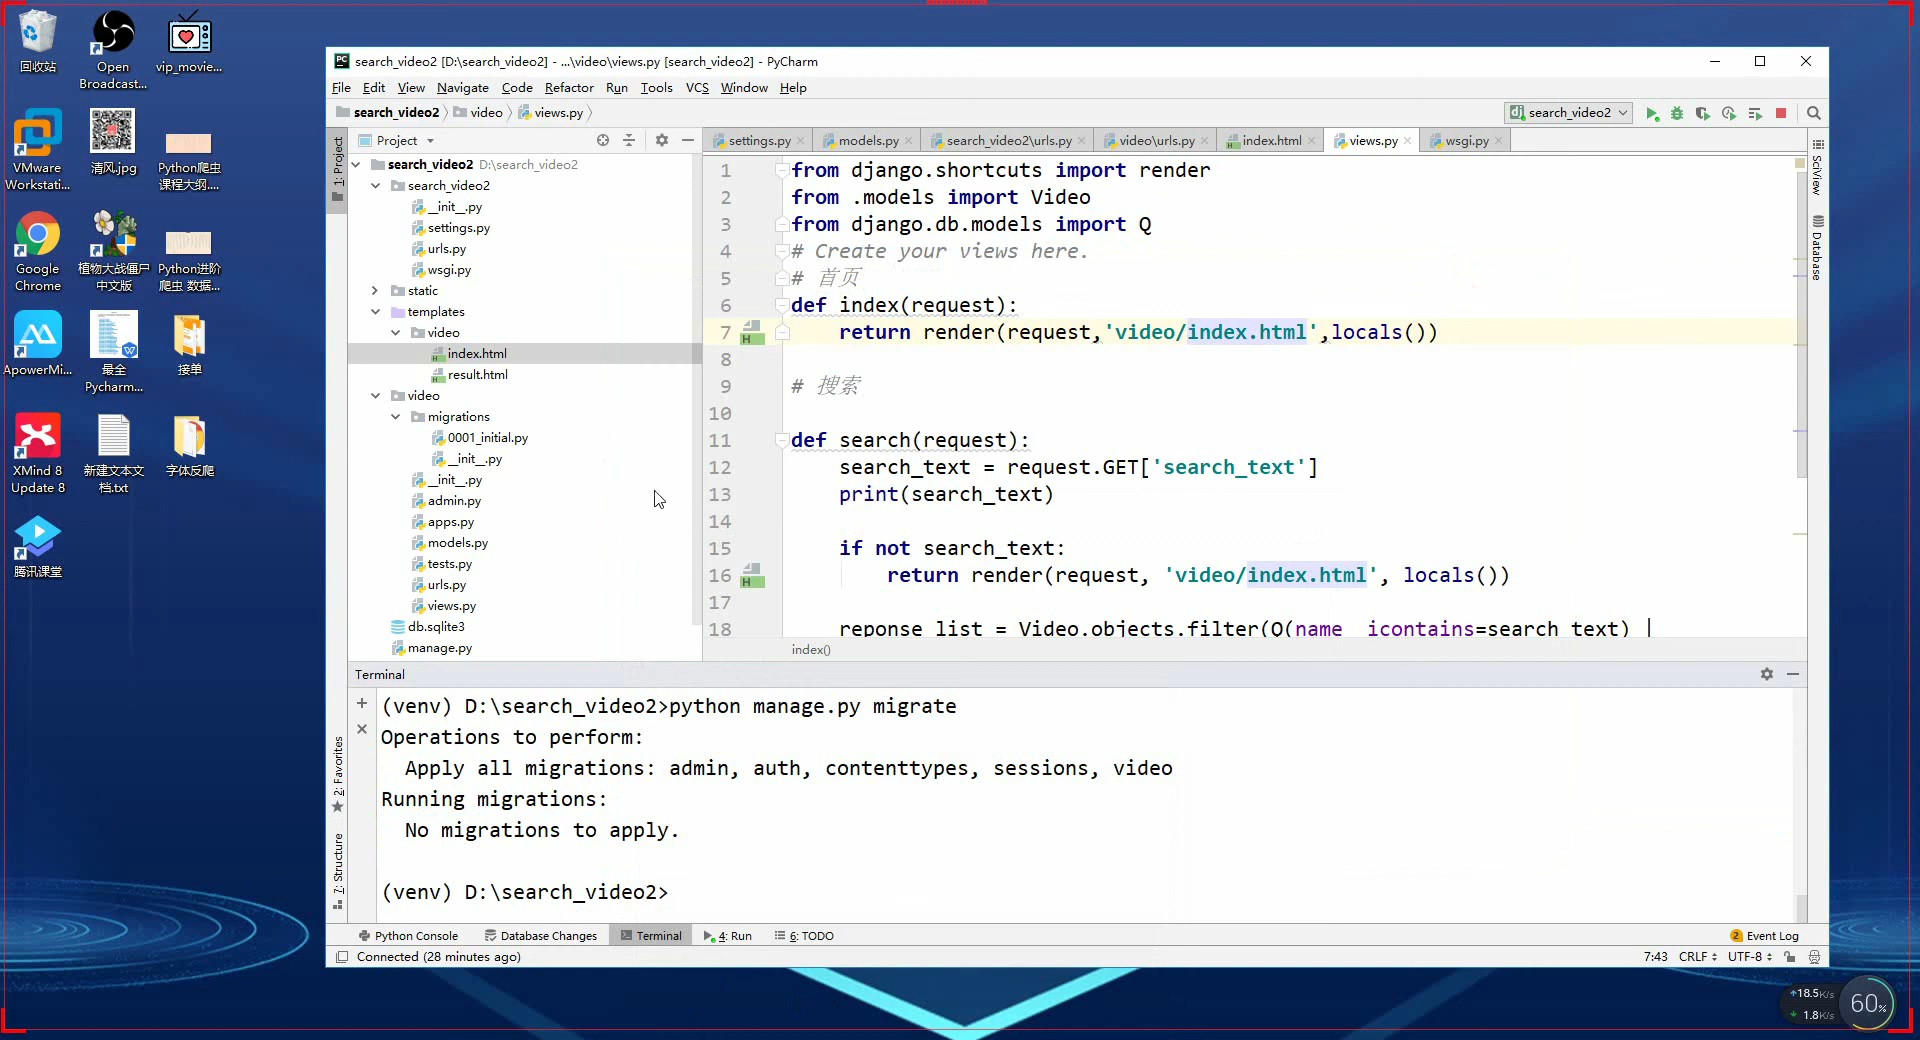 回收站
Open
Broadcast...
vip_movie...
VMware
Workstati...
清风.jpg
Python爬虫
课程大纲....
Google
Chrome
植物大战僵尸
中文版
Python进阶
爬虫 数据...
ApowerMi...
最全
Pycharm...
接单
XMind 8
Update 8
新建文本文
档.txt
字体反爬
腾讯课堂
search_video2 [D:\search_video2] - ...\video\views.py [search_video2] - PyCharm
File Edit View Navigate Code Refactor Run Tools VCS Window Help
search_video2 video views.py
search_video2
1: Project
Project
settings.py models.py search_video2\urls.py video\urls.py index.html views.py wsgi.py
search_video2 D:\search_video2
search_video2
__init__.py
settings.py
urls.py
wsgi.py
static
templates
video
index.html
result.html
video
migrations
0001_initial.py
__init__.py
__init__.py
admin.py
apps.py
models.py
tests.py
urls.py
views.py
db.sqlite3
manage.py
1 from django.shortcuts import render
2 from .models import Video
3 from django.db.models import Q
4 # Create your views here.
5 # 首页
6 def index(request):
7 return render(request,'video/index.html',locals())
8
9 # 搜索
10
11 def search(request):
12 search_text = request.GET['search_text']
13 print(search_text)
14
15 if not search_text:
16 return render(request, 'video/index.html', locals())
17
18 reponse_list = Video.objects.filter(Q(name__icontains=search_text) |
index()
SciView
Database
Terminal
(venv) D:\search_video2>python manage.py migrate
Operations to perform:
Apply all migrations: admin, auth, contenttypes, sessions, video
Running migrations:
No migrations to apply.
(venv) D:\search_video2>
2: Favorites
7: Structure
Python Console Database Changes Terminal 4: Run 6: TODO
2 Event Log
Connected (28 minutes ago)
7:43 CRLF UTF-8
18.5K/s
1.8K/s
60%